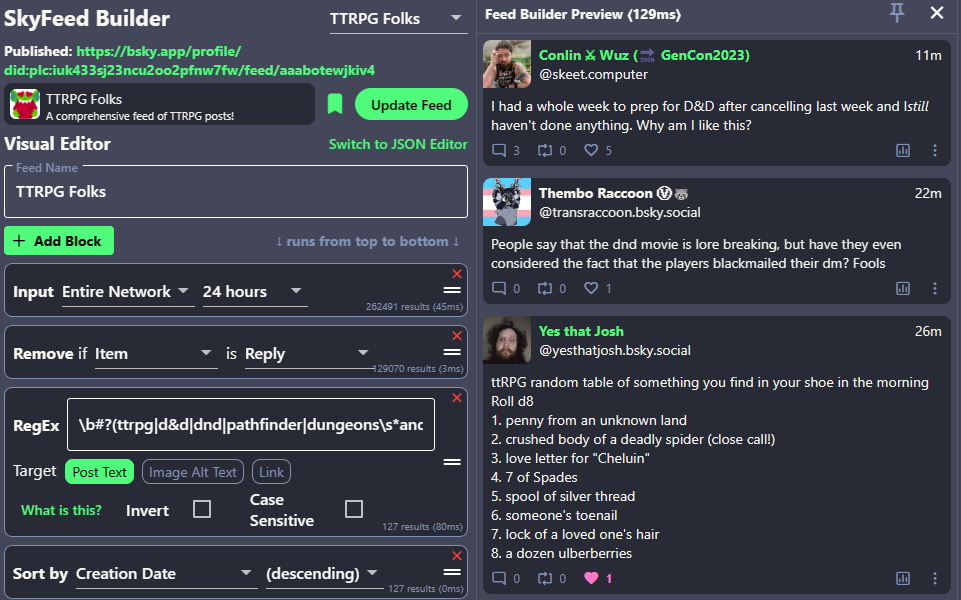 SkyFeed Builder
TTRPG Folks
Published: https://bsky.app/profile/
did:plc:iuk433sj23ncu2oo2pfnw7fw/feed/aaabotewjkiv4
TTRPG Folks
A comprehensive feed of TTRPG posts!
Update Feed
Visual Editor
Switch to JSON Editor
Feed Name
TTRPG Folks
+ Add Block
↓ runs from top to bottom ↓
Input Entire Network 24 hours
262491 results (45ms)
Remove if Item is Reply
129070 results (3ms)
RegEx \b#?(ttrpg|d&d|dnd|pathfinder|dungeons\s*and
Target Post Text Image Alt Text Link
What is this? Invert Case Sensitive
127 results (80ms)
Sort by Creation Date (descending)
127 results (0ms)
Feed Builder Preview (129ms)
Conlin ⚔ Wuz (🔜 GenCon2023) 11m
@skeet.computer
I had a whole week to prep for D&D after cancelling last week and I still
haven't done anything. Why am I like this?
3 0 5
Thembo Raccoon Ⓥ🦝 22m
@transraccoon.bsky.social
People say that the dnd movie is lore breaking, but have they even
considered the fact that the players blackmailed their dm? Fools
0 0 1
Yes that Josh 26m
@yesthatjosh.bsky.social
ttRPG random table of something you find in your shoe in the morning
Roll d8
1. penny from an unknown land
2. crushed body of a deadly spider (close call!)
3. love letter for "Cheluin"
4. 7 of Spades
5. spool of silver thread
6. someone's toenail
7. lock of a loved one's hair
8. a dozen ulberberries
0 0 1